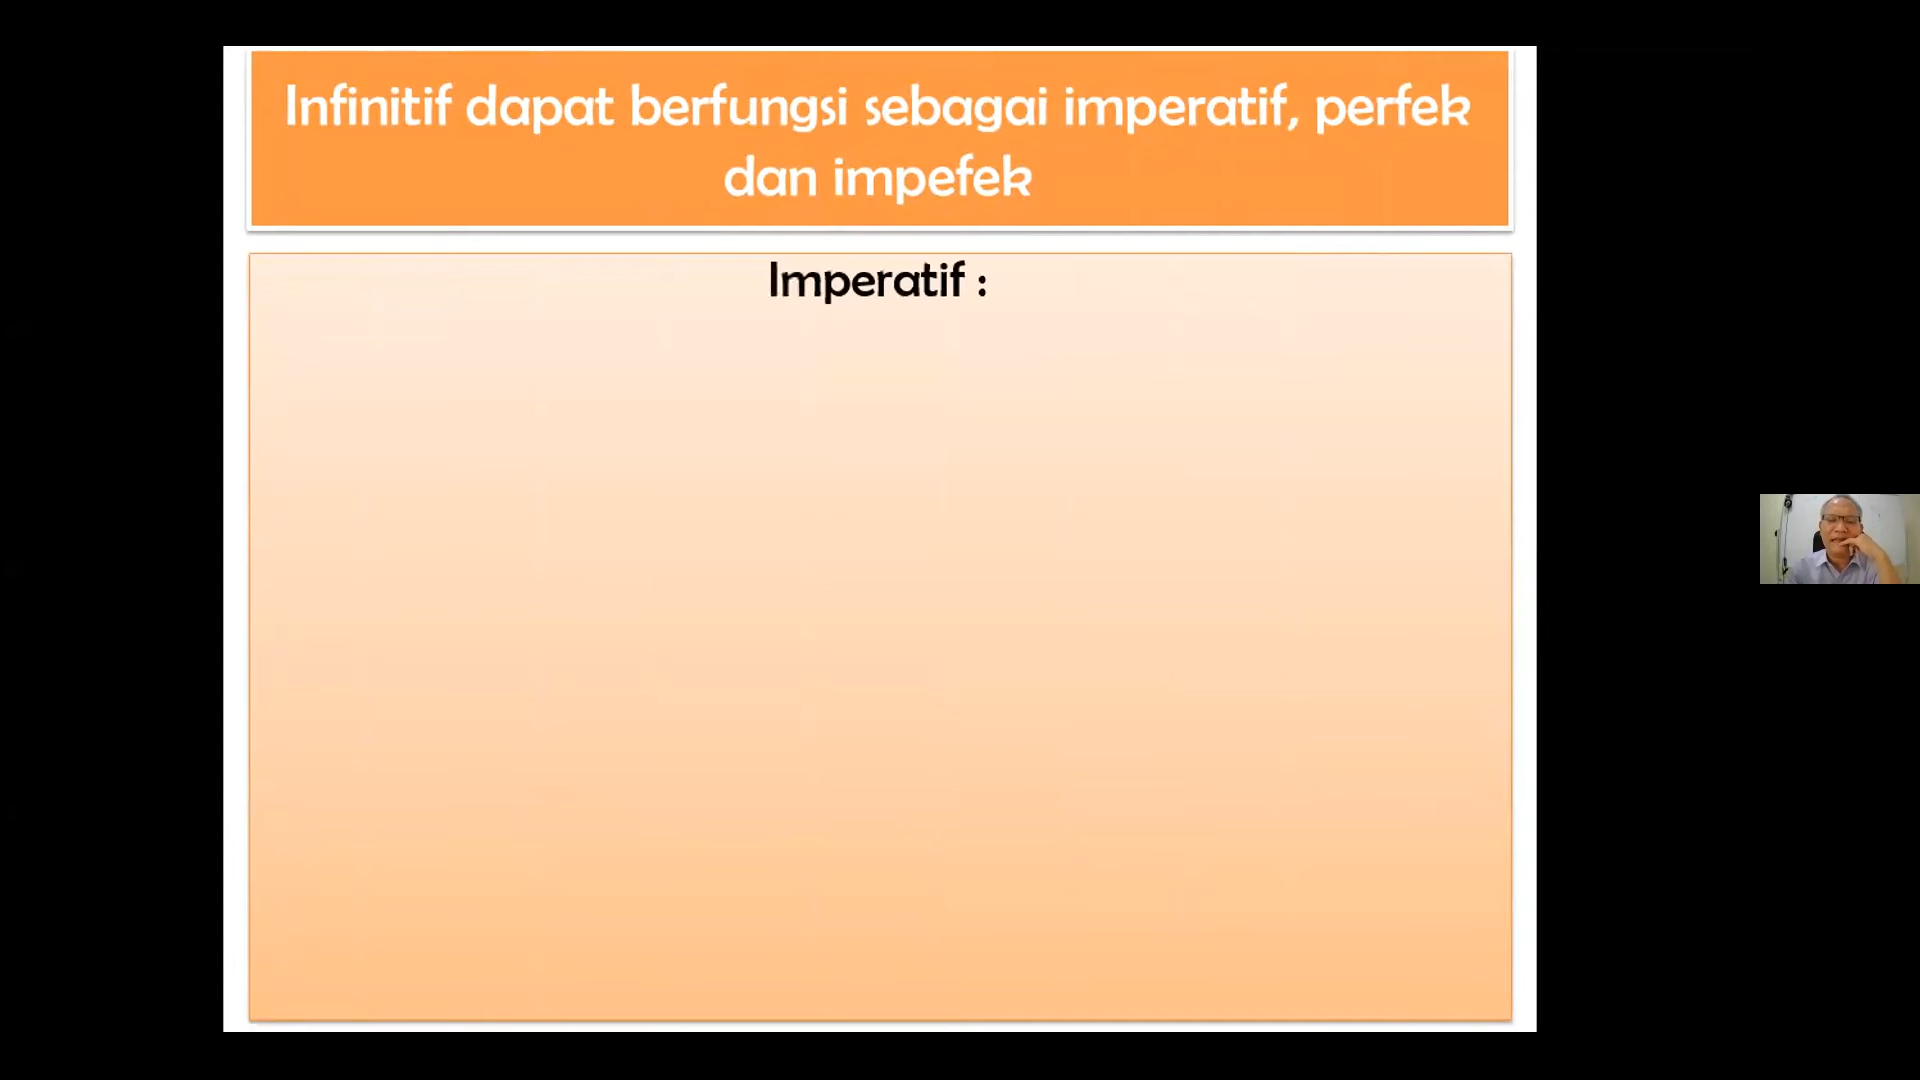 Infinitif dapat berfungsi sebagai imperatif, perfek
dan impefek
Imperatif :